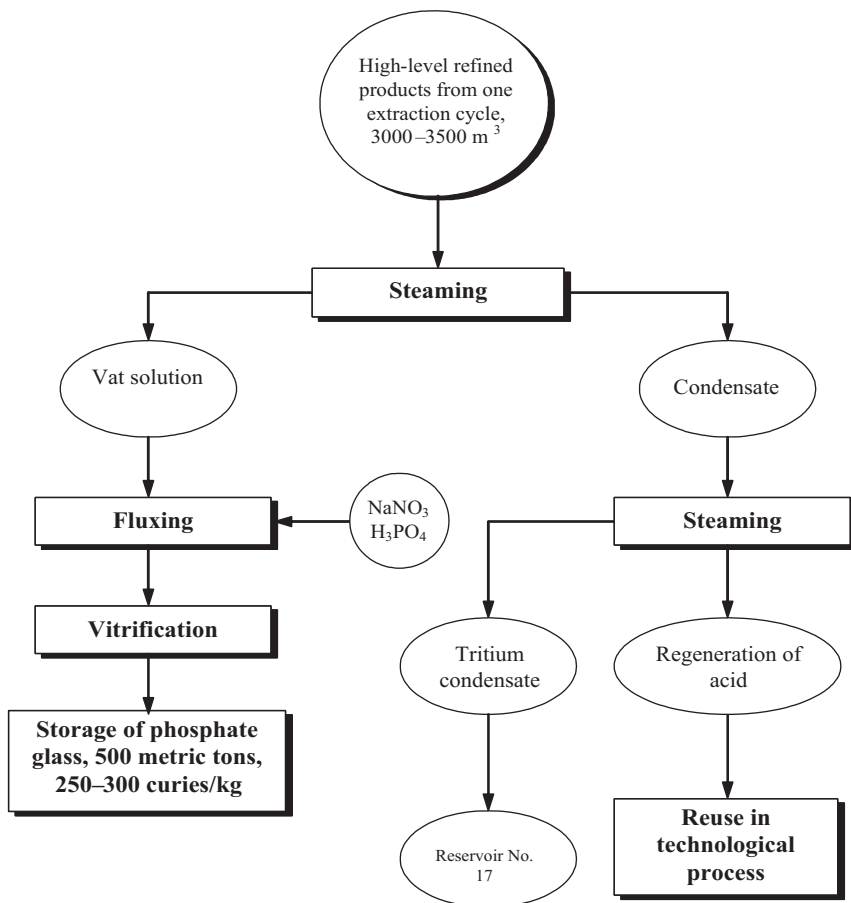 High-level refined
products from one
extraction cycle,
3000–3500 m³
Steaming
Vat solution
Condensate
Fluxing
NaNO₃
H₃PO₄
Steaming
Vitrification
Tritium
condensate
Regeneration of
acid
Storage of phosphate
glass, 500 metric tons,
250–300 curies/kg
Reservoir No.
17
Reuse in
technological
process